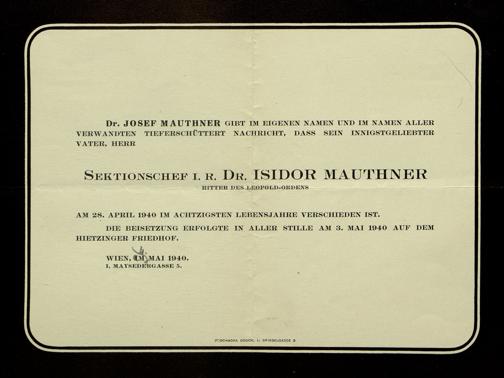 Dr. JOSEF MAUTHNER GIBT IM EIGENEN NAMEN UND IM NAMEN ALLER
VERWANDTEN TIEFERSCHÜTTERT NACHRICHT, DASS SEIN INNIGSTGELIEBTER
VATER, HERR
SEKTIONSCHEF I. R. DR. ISIDOR MAUTHNER
RITTER DES LEOPOLD-ORDENS
AM 28. APRIL 1940 IM ACHTZIGSTEN LEBENSJAHRE VERSCHIEDEN IST.
DIE BEISETZUNG ERFOLGTE IN ALLER STILLE AM 3. MAI 1940 AUF DEM
HIETZINGER FRIEDHOF.
WIEN, IM MAI 1940.
I, MAYSEDERGASSE 5.